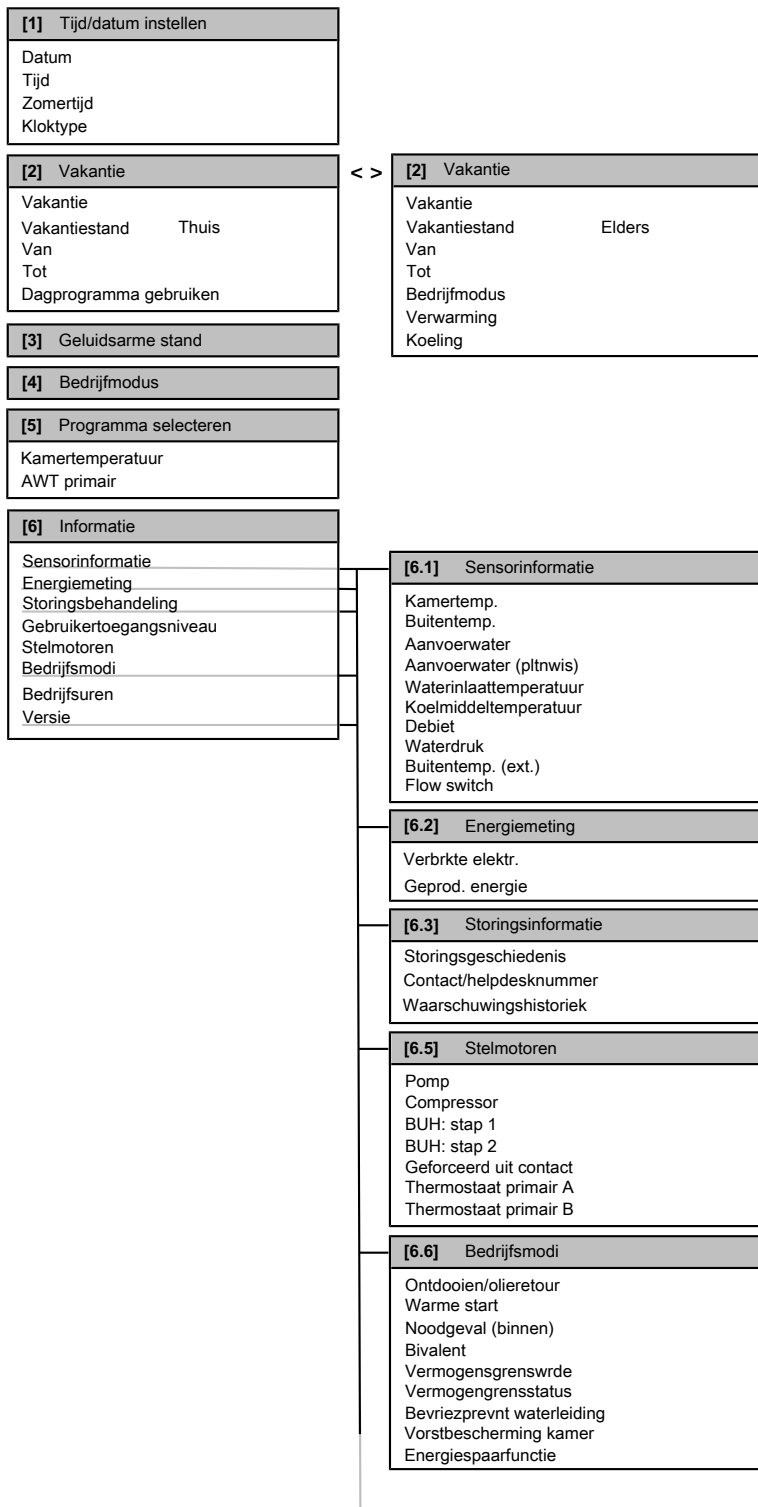 [1] Tijd/datum instellen
Datum
Tijd
Zomertijd
Kloktype
[2] Vakantie
Vakantie
Vakantiestand Thuis
Van
Tot
Dagprogramma gebruiken
< >
[2] Vakantie
Vakantie
Vakantiestand Elders
Van
Tot
Bedrijfmodus
Verwarming
Koeling
[3] Geluidsarme stand
[4] Bedrijfmodus
[5] Programma selecteren
Kamertemperatuur
AWT primair
[6] Informatie
Sensorinformatie
Energiemeting
Storingsbehandeling
Gebruikertoegangsniveau
Stelmotoren
Bedrijfsmodi
Bedrijfsuren
Versie
[6.1] Sensorinformatie
Kamertemp.
Buitentemp.
Aanvoerwater
Aanvoerwater (pltnwis)
Waterinlaattemperatuur
Koelmiddeltemperatuur
Debiet
Waterdruk
Buitentemp. (ext.)
Flow switch
[6.2] Energiemeting
Verbrkte elektr.
Geprod. energie
[6.3] Storingsinformatie
Storingsgeschiedenis
Contact/helpdesknummer
Waarschuwingshistoriek
[6.5] Stelmotoren
Pomp
Compressor
BUH: stap 1
BUH: stap 2
Geforceerd uit contact
Thermostaat primair A
Thermostaat primair B
[6.6] Bedrijfsmodi
Ontdooien/olieretour
Warme start
Noodgeval (binnen)
Bivalent
Vermogensgrenswrde
Vermogengrensstatus
Bevriezprevnt waterleiding
Vorstbescherming kamer
Energiespaarfunctie